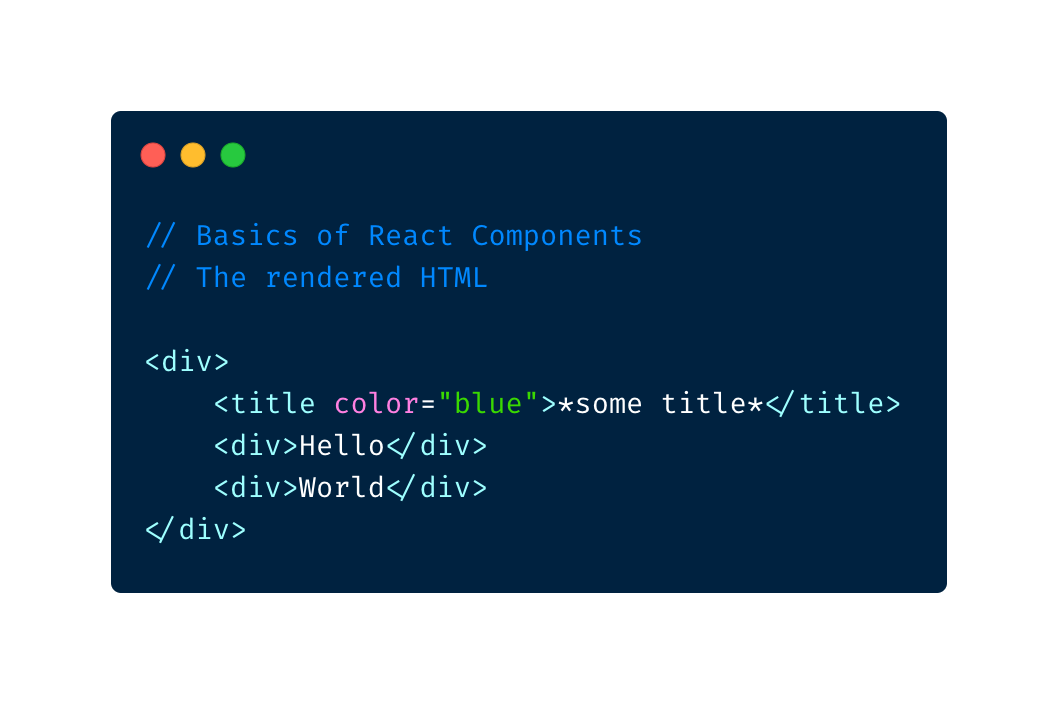 // Basics of React Components
// The rendered HTML
<div>
<title color="blue">*some title*</title>
<div>Hello</div>
<div>World</div>
</div>